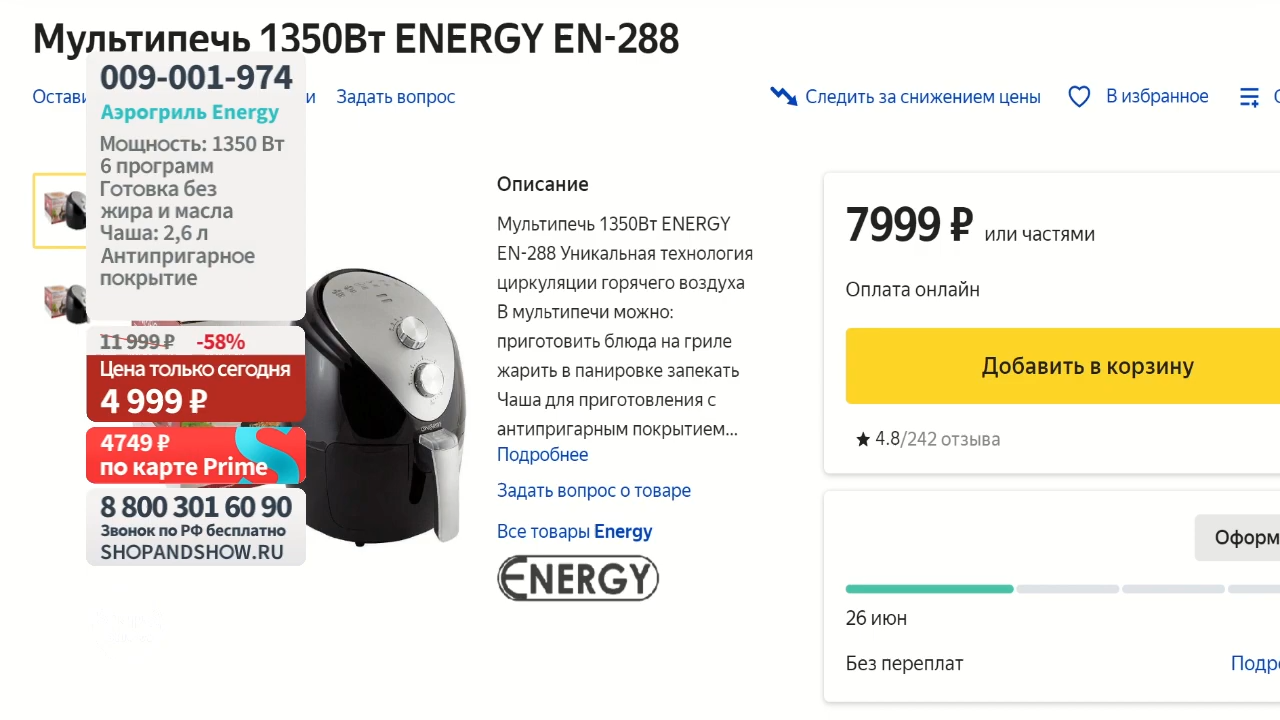 Мультипечь 1350Вт ENERGY EN-288
009-001-974
Аэрогриль Energy
Мощность: 1350 Вт
6 программ
Готовка без
жира и масла
Чаша: 2,6 л
Антипригарное
покрытие
11 999 ₽ -58%
Цена только сегодня
4 999 ₽
4749 ₽
по карте Prime
8 800 301 60 90
Звонок по РФ бесплатно
SHOPANDSHOW.RU
Задать вопрос
Следить за снижением цены
В избранное
Описание
Мультипечь 1350Вт ENERGY
EN-288 Уникальная технология
циркуляции горячего воздуха
В мультипечи можно:
приготовить блюда на гриле
жарить в панировке запекать
Чаша для приготовления с
антипригарным покрытием...
Подробнее
Задать вопрос о товаре
Все товары Energy
ENERGY
7999 ₽ или частями
Оплата онлайн
Добавить в корзину
4.8/242 отзыва
Оформ
26 июн
Без переплат
Подро